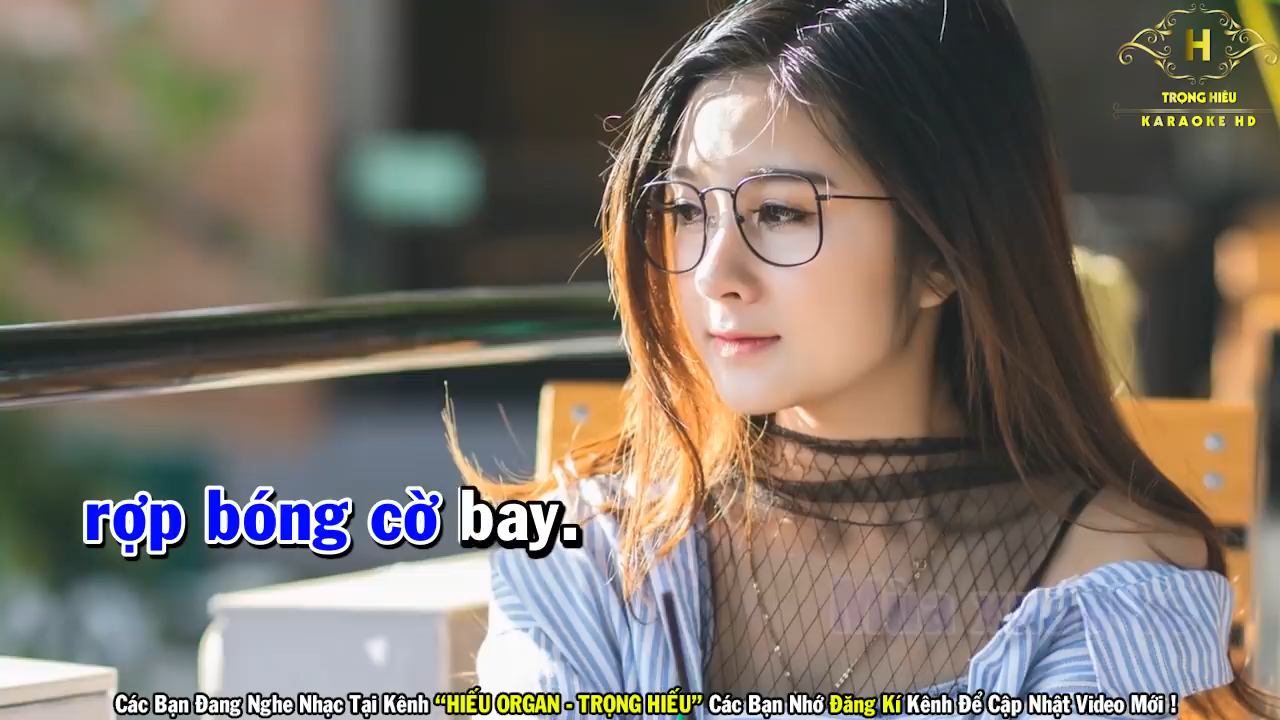 H
TRỌNG HIẾU
KARAOKE HD
rợp bóng cờ bay.
Mùa
Các Bạn Đang Nghe Nhạc Tại Kênh “HIẾU ORGAN - TRỌNG HIẾU” Các Bạn Nhớ Đăng Kí Kênh Để Cập Nhật Video Mới !